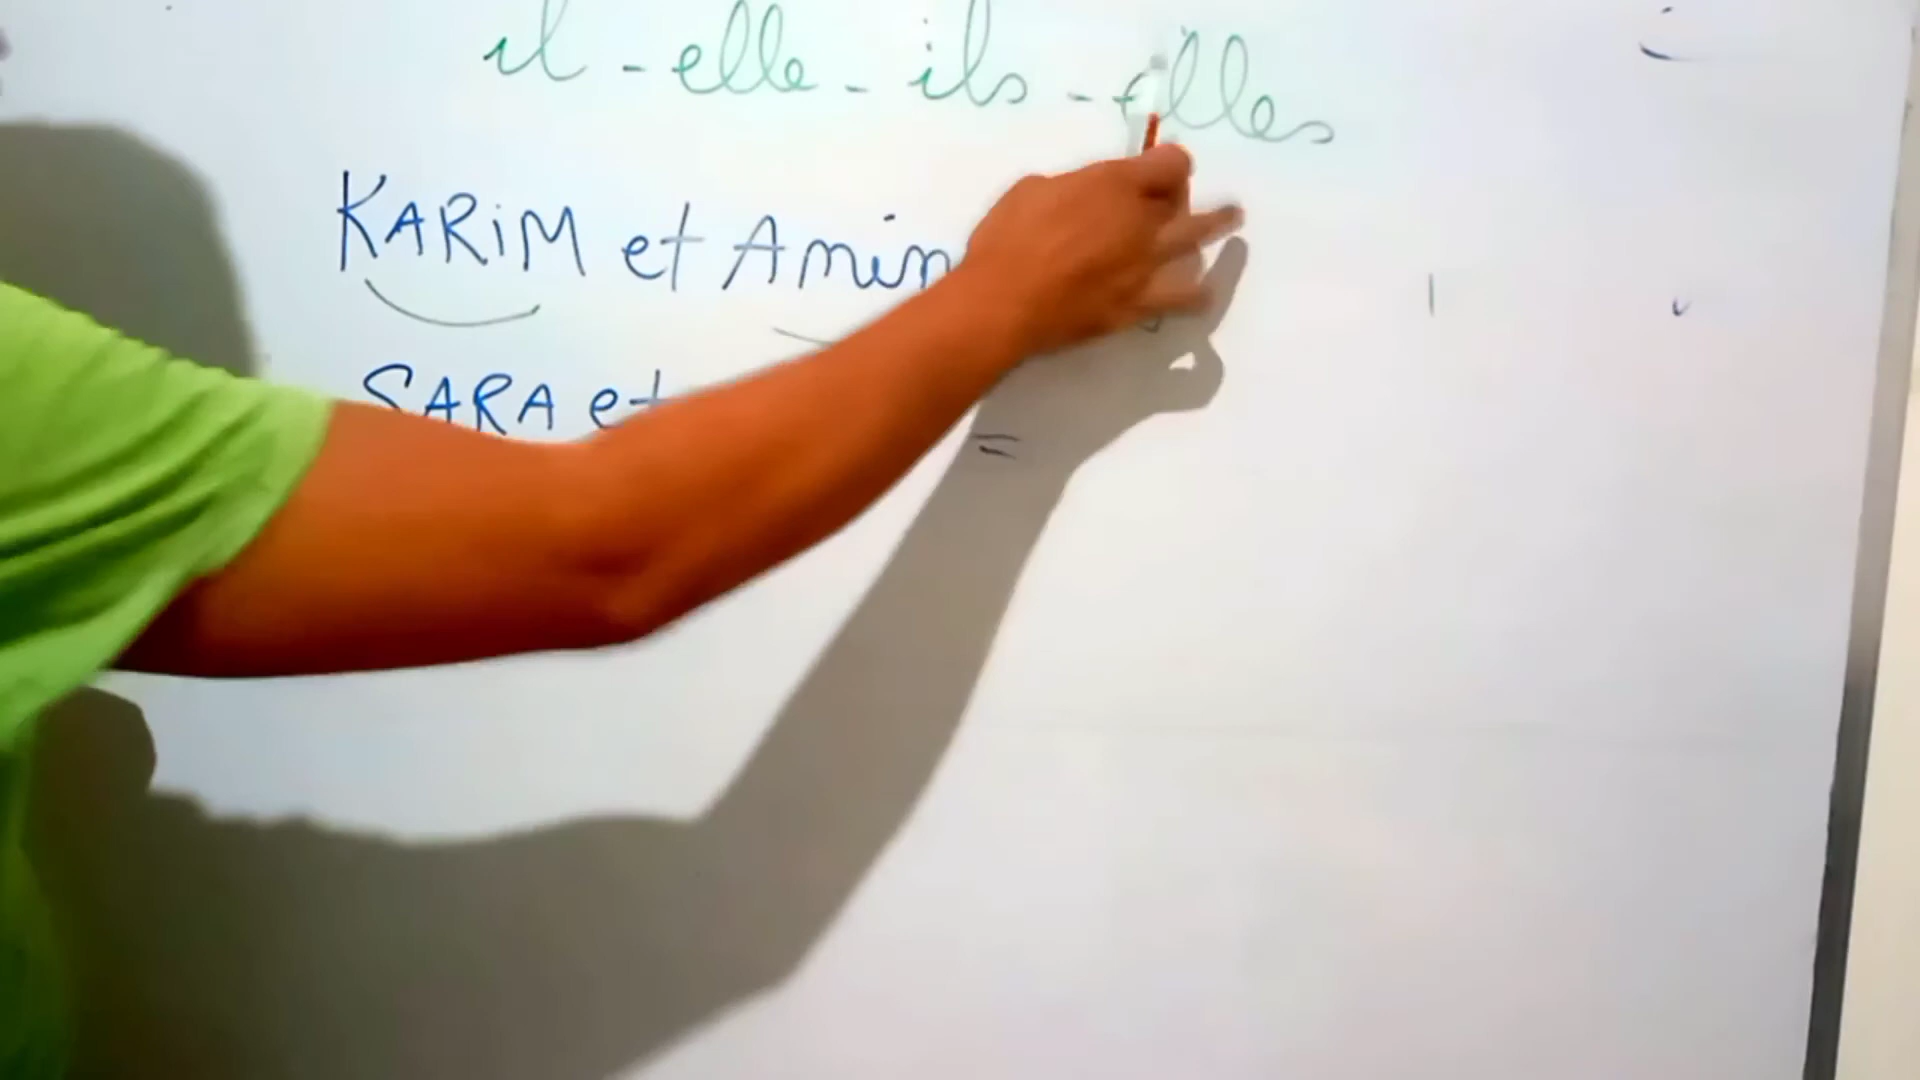 il - elle - ils - elles
KARIM et Amin
SARA et
=